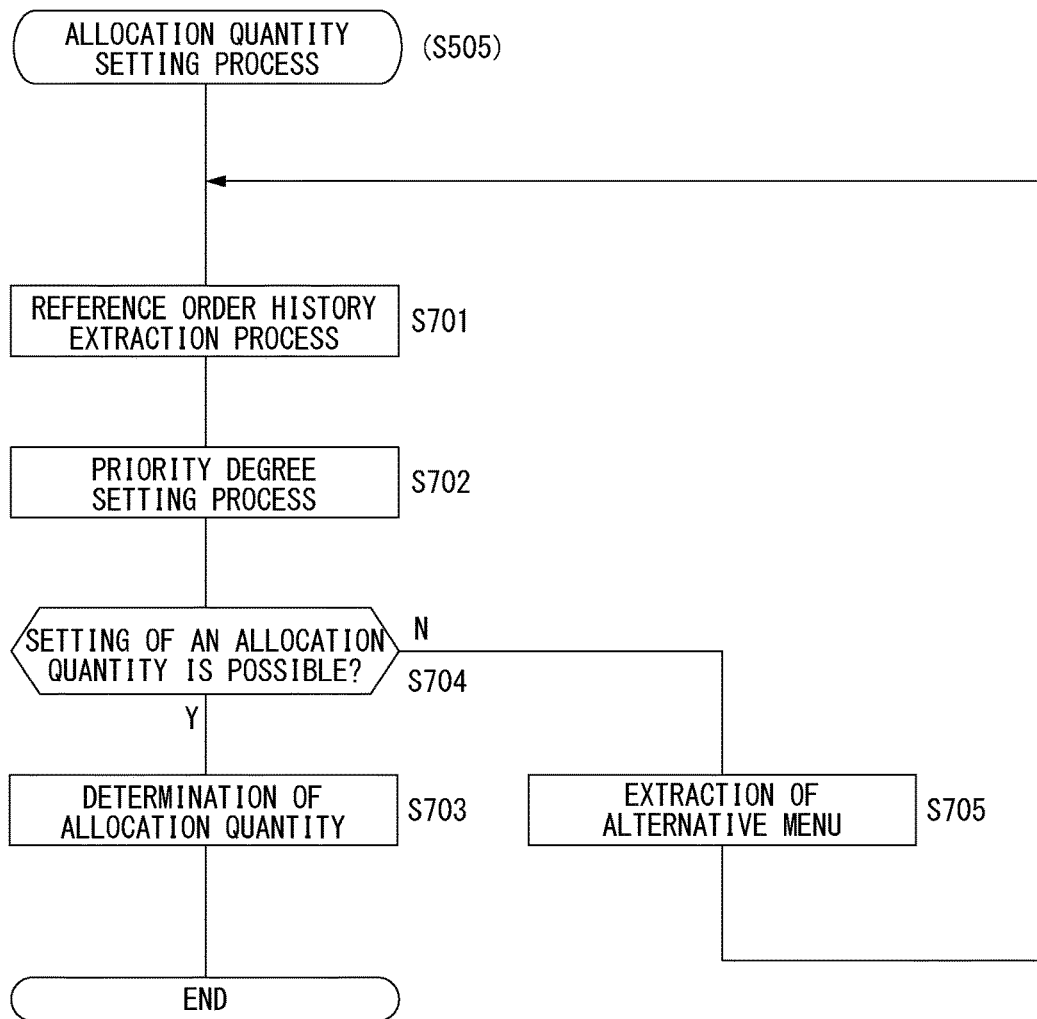 ALLOCATION QUANTITY
SETTING PROCESS
(S505)
REFERENCE ORDER HISTORY
EXTRACTION PROCESS
S701
PRIORITY DEGREE
SETTING PROCESS
S702
SETTING OF AN ALLOCATION
QUANTITY IS POSSIBLE?
N
S704
Y
DETERMINATION OF
ALLOCATION QUANTITY
S703
EXTRACTION OF
ALTERNATIVE MENU
S705
END